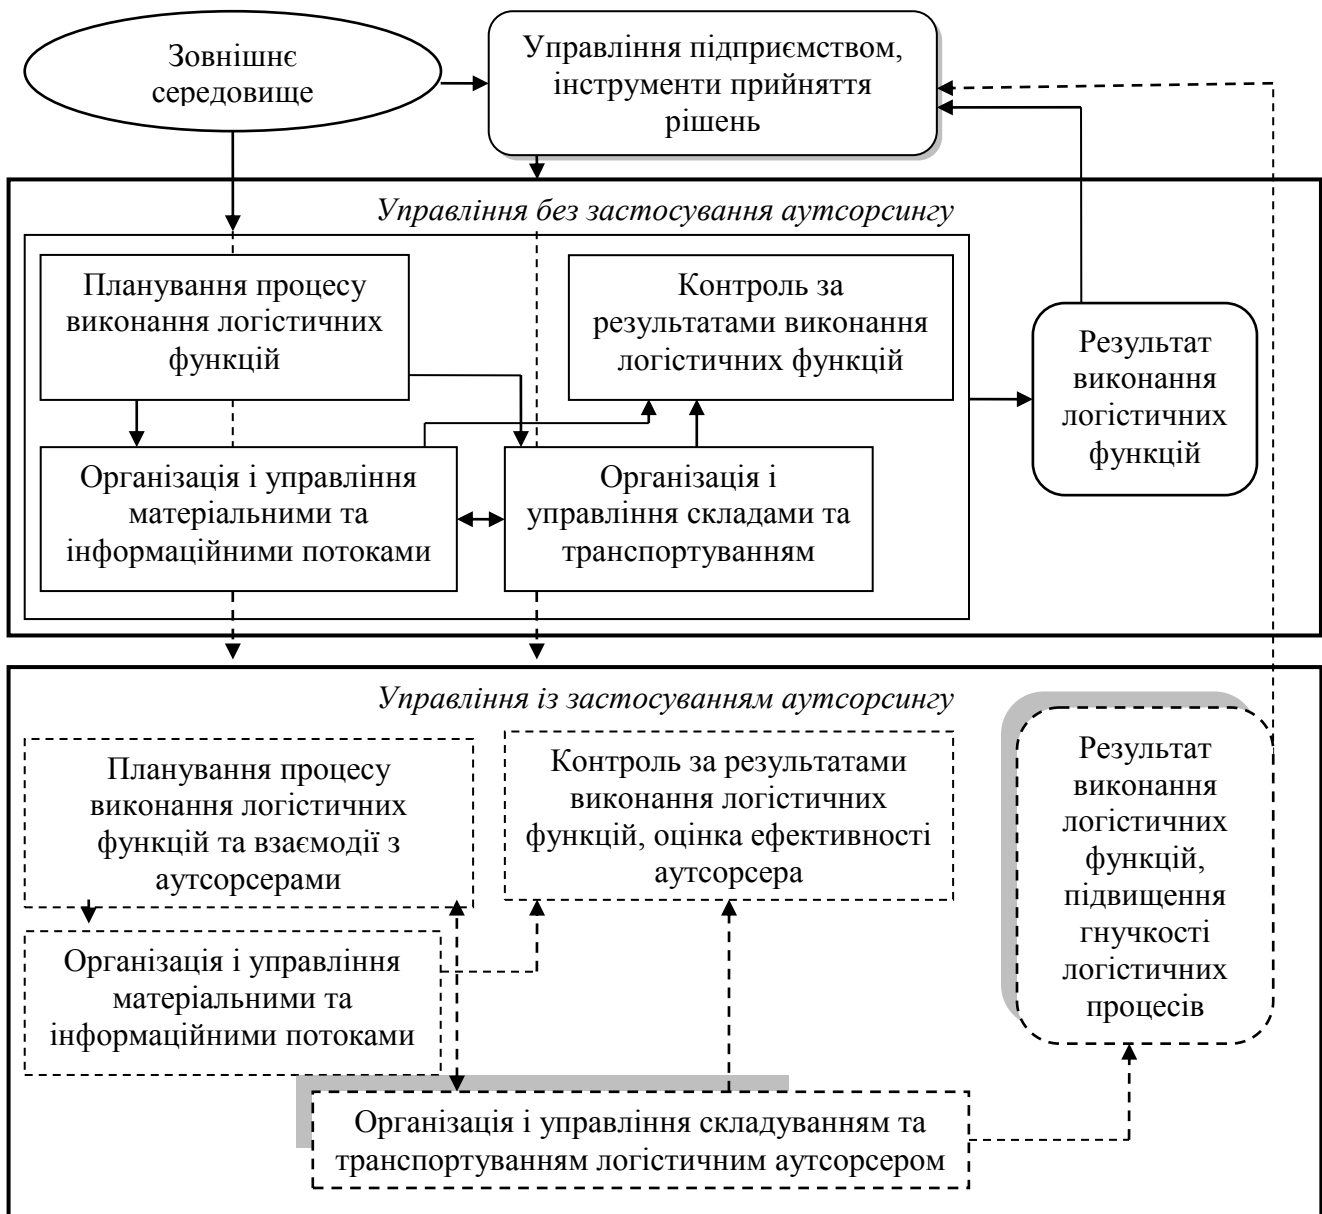 Зовнішнє
середовище
Управління підприємством,
інструменти прийняття
рішень
Управління без застосування аутсорсингу
Планування процесу
виконання логістичних
функцій
Контроль за
результатами виконання
логістичних функцій
Результат
виконання
логістичних
функцій
Організація і управління
матеріальними та
інформаційними потоками
Організація і
управління складами та
транспортуванням
Управління із застосуванням аутсорсингу
Планування процесу
виконання логістичних
функцій та взаємодії з
аутсорсерами
Контроль за результатами
виконання логістичних
функцій, оцінка ефективності
аутсорсера
Результат
виконання
логістичних
функцій,
підвищення
гнучкості
логістичних
процесів
Організація і управління
матеріальними та
інформаційними потоками
Організація і управління складуванням та
транспортуванням логістичним аутсорсером